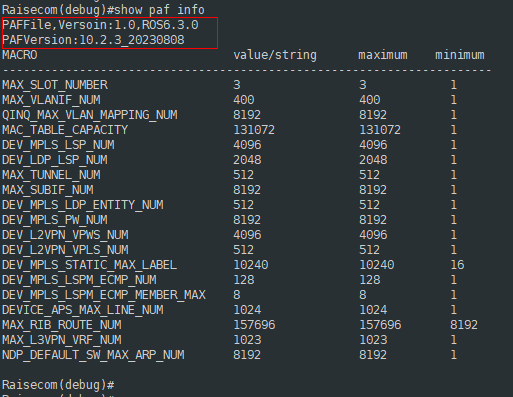 Raisecom(debug)#show paf info
PAFFile,Versoin:1.0,ROS6.3.0
PAFVersion:10.2.3_20230808
MACRO value/string maximum minimum
----------------------------------------------------------------------
MAX_SLOT_NUMBER 3 3 1
MAX_VLANIF_NUM 400 400 1
QINQ_MAX_VLAN_MAPPING_NUM 8192 8192 1
MAC_TABLE_CAPACITY 131072 131072 1
DEV_MPLS_LSP_NUM 4096 4096 1
DEV_LDP_LSP_NUM 2048 2048 1
MAX_TUNNEL_NUM 512 512 1
MAX_SUBIF_NUM 8192 8192 1
DEV_MPLS_LDP_ENTITY_NUM 512 512 1
DEV_MPLS_PW_NUM 8192 8192 1
DEV_L2VPN_VPWS_NUM 4096 4096 1
DEV_L2VPN_VPLS_NUM 512 512 1
DEV_MPLS_STATIC_MAX_LABEL 10240 10240 16
DEV_MPLS_LSPM_ECMP_NUM 128 128 1
DEV_MPLS_LSPM_ECMP_MEMBER_MAX 8 8 1
DEVICE_APS_MAX_LINE_NUM 1024 1024 1
MAX_RIB_ROUTE_NUM 157696 157696 8192
MAX_L3VPN_VRF_NUM 1023 1023 1
NDP_DEFAULT_SW_MAX_ARP_NUM 8192 8192 1
Raisecom(debug)#
Raisecom(debug)#